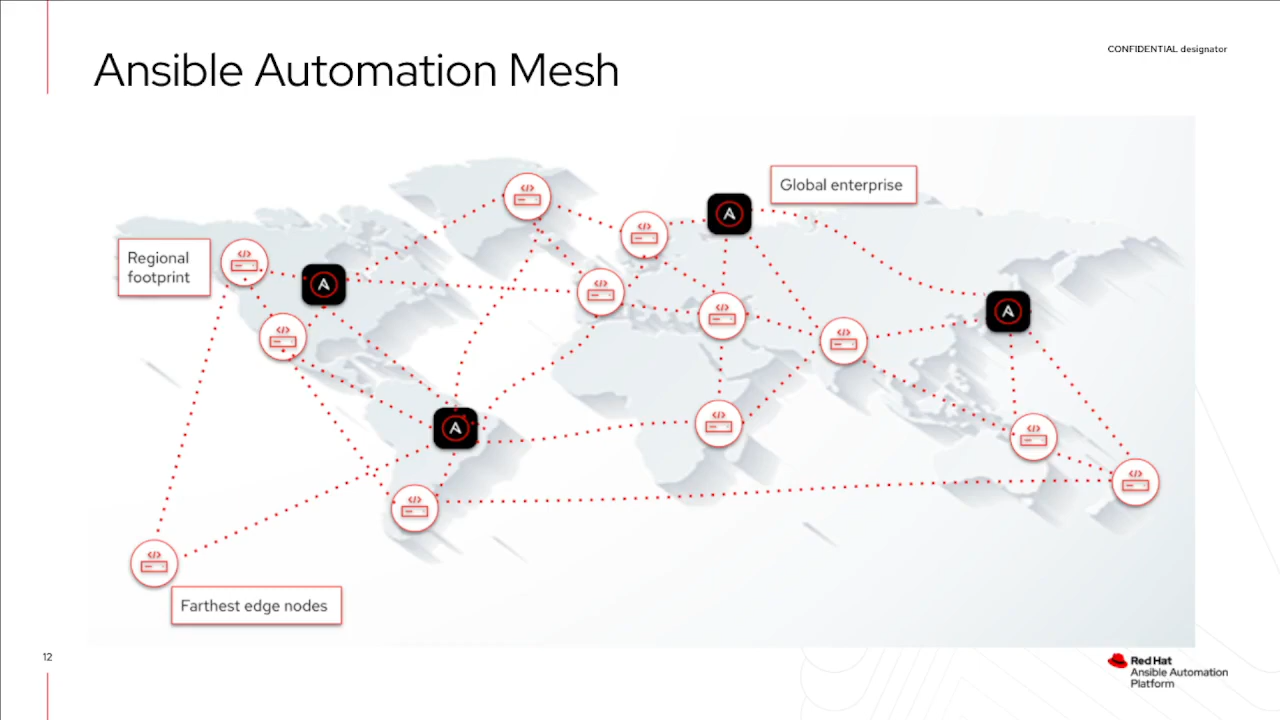 CONFIDENTIAL designator
Ansible Automation Mesh
Global enterprise
Regional
footprint
Farthest edge nodes
12
Red Hat
Ansible Automation
Platform